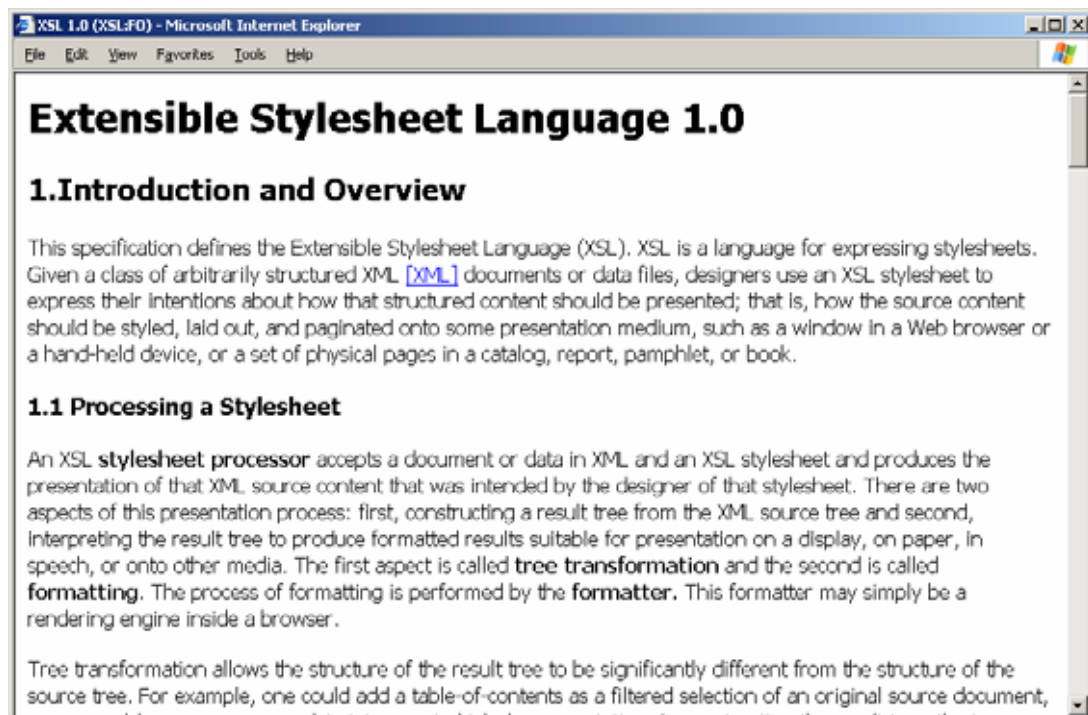 XSL 1.0 (XSL:FO) - Microsoft Internet Explorer
File Edit View Favorites Tools Help
Extensible Stylesheet Language 1.0
1.Introduction and Overview
This specification defines the Extensible Stylesheet Language (XSL). XSL is a language for expressing stylesheets.
Given a class of arbitrarily structured XML [XML] documents or data files, designers use an XSL stylesheet to
express their intentions about how that structured content should be presented; that is, how the source content
should be styled, laid out, and paginated onto some presentation medium, such as a window in a Web browser or
a hand-held device, or a set of physical pages in a catalog, report, pamphlet, or book.
1.1 Processing a Stylesheet
An XSL stylesheet processor accepts a document or data in XML and an XSL stylesheet and produces the
presentation of that XML source content that was intended by the designer of that stylesheet. There are two
aspects of this presentation process: first, constructing a result tree from the XML source tree and second,
interpreting the result tree to produce formatted results suitable for presentation on a display, on paper, in
speech, or onto other media. The first aspect is called tree transformation and the second is called
formatting. The process of formatting is performed by the formatter. This formatter may simply be a
rendering engine inside a browser.
Tree transformation allows the structure of the result tree to be significantly different from the structure of the
source tree. For example, one could add a table-of-contents as a filtered selection of an original source document,